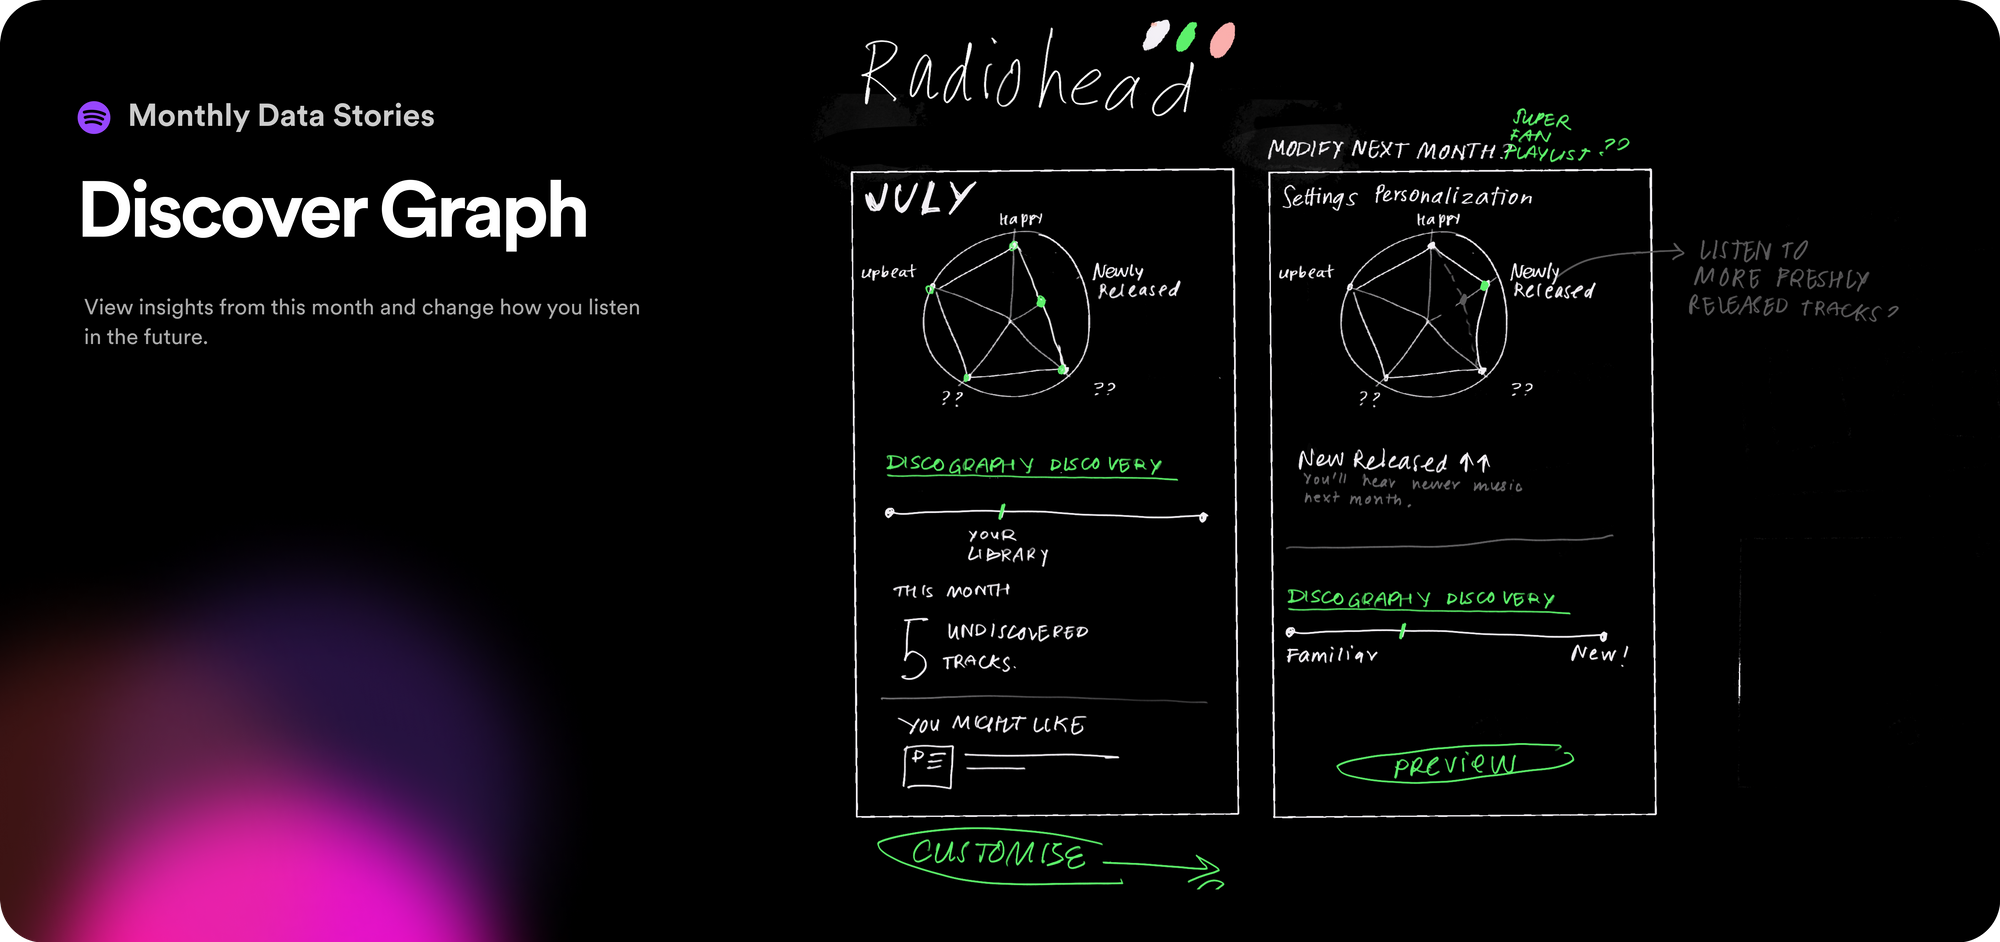 Monthly Data Stories
Discover Graph
View insights from this month and change how you listen
in the future.
Radiohead
JULY
Happy
upbeat
Newly
Released
??
??
DISCOGRAPHY DISCOVERY
YOUR
LIBRARY
THIS MONTH
5 UNDISCOVERED
TRACKS.
YOU MIGHT LIKE
CUSTOMISE
MODIFY NEXT MONTH?
SUPER
FAN
PLAYLIST ??
Settings Personalization
Happy
upbeat
Newly
Released
??
??
LISTEN TO
MORE FRESHLY
RELEASED TRACKS?
New Released ↑↑
You'll hear newer music
next month.
DISCOGRAPHY DISCOVERY
Familiar
New!
PREVIEW